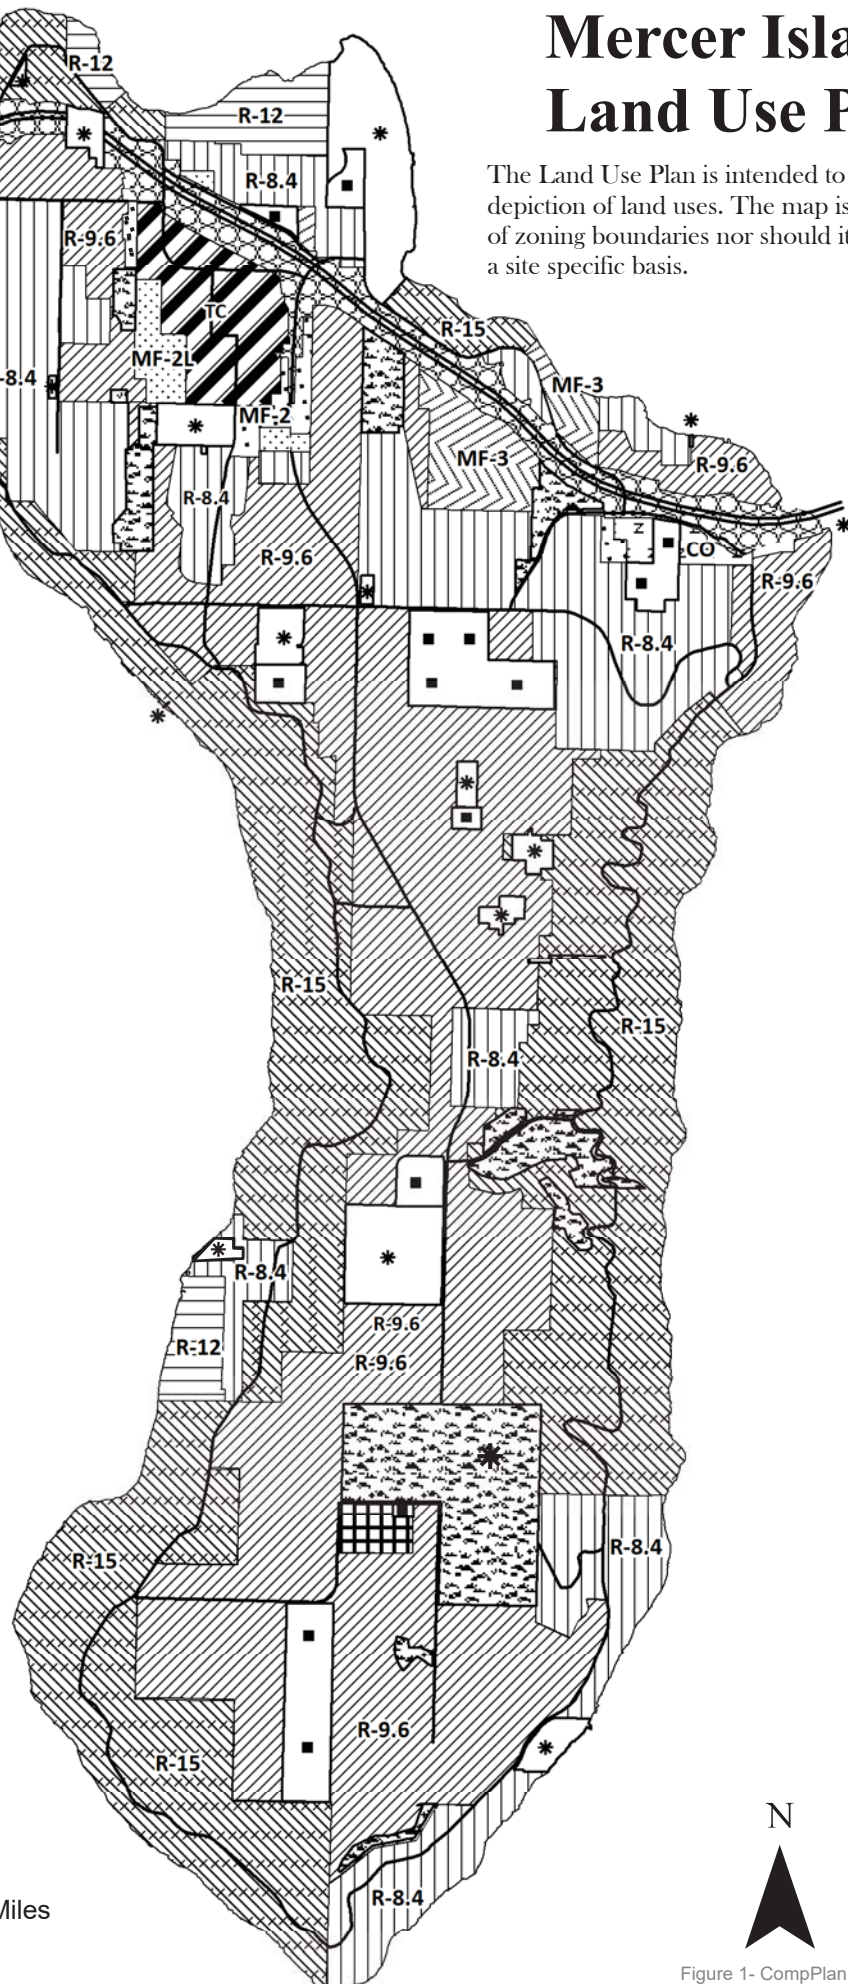 Mercer Isla
Land Use P
The Land Use Plan is intended to
depiction of land uses. The map is
of zoning boundaries nor should it
a site specific basis.
R-12
R-12
R-8.4
R-9.6
TC
R-15
MF-2L
-8.4
MF-3
MF-2
MF-3
R-9.6
R-8.4
Z
Z
Z
CO
R-9.6
R-9.6
R-8.4
R-15
R-15
R-8.4
R-8.4
R-9.6
R-12
R-9.6
R-8.4
R-15
R-9.6
R-15
N
R-8.4
Miles
Figure 1- CompPlan